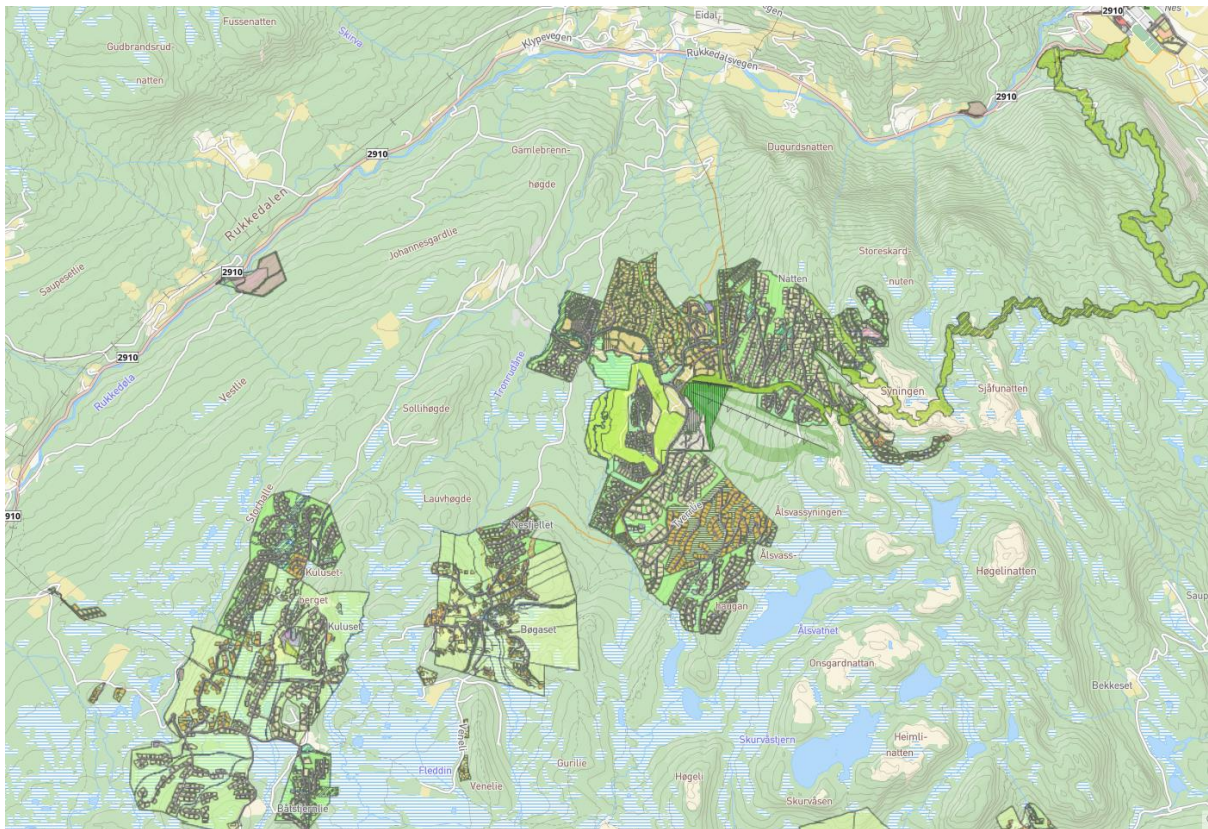 2910
Nes
Fussenatten
Skirva
Eidal
Klypevegen
Gudbrandsrud-
natten
Rukkedalsvegen
2910
2910
Gamlebrenn-
høgde
Dugurdsnatten
Rukkedalen
Johannesgardlie
Storeskard-
nuten
2910
Saupesetlie
Natten
2910
Rukkedøla
Vestlie
Tronrudåne
Syningen
Sjåfunatten
Sollihøgde
Lauvhøgde
Nesfjellet
910
Ålsvassyningen
Ålsvass-
Høgelinatten
Kuluset-
berget
Kuluset
Bøgaset
Ålsvatnet
Onsgardnattan
Saup
Bekkeset
Skurvåstjern
Heimli-
natten
Fleddin
Gurilie
Venelie
Høgeli
Skurvåsen
Båtstjernlie